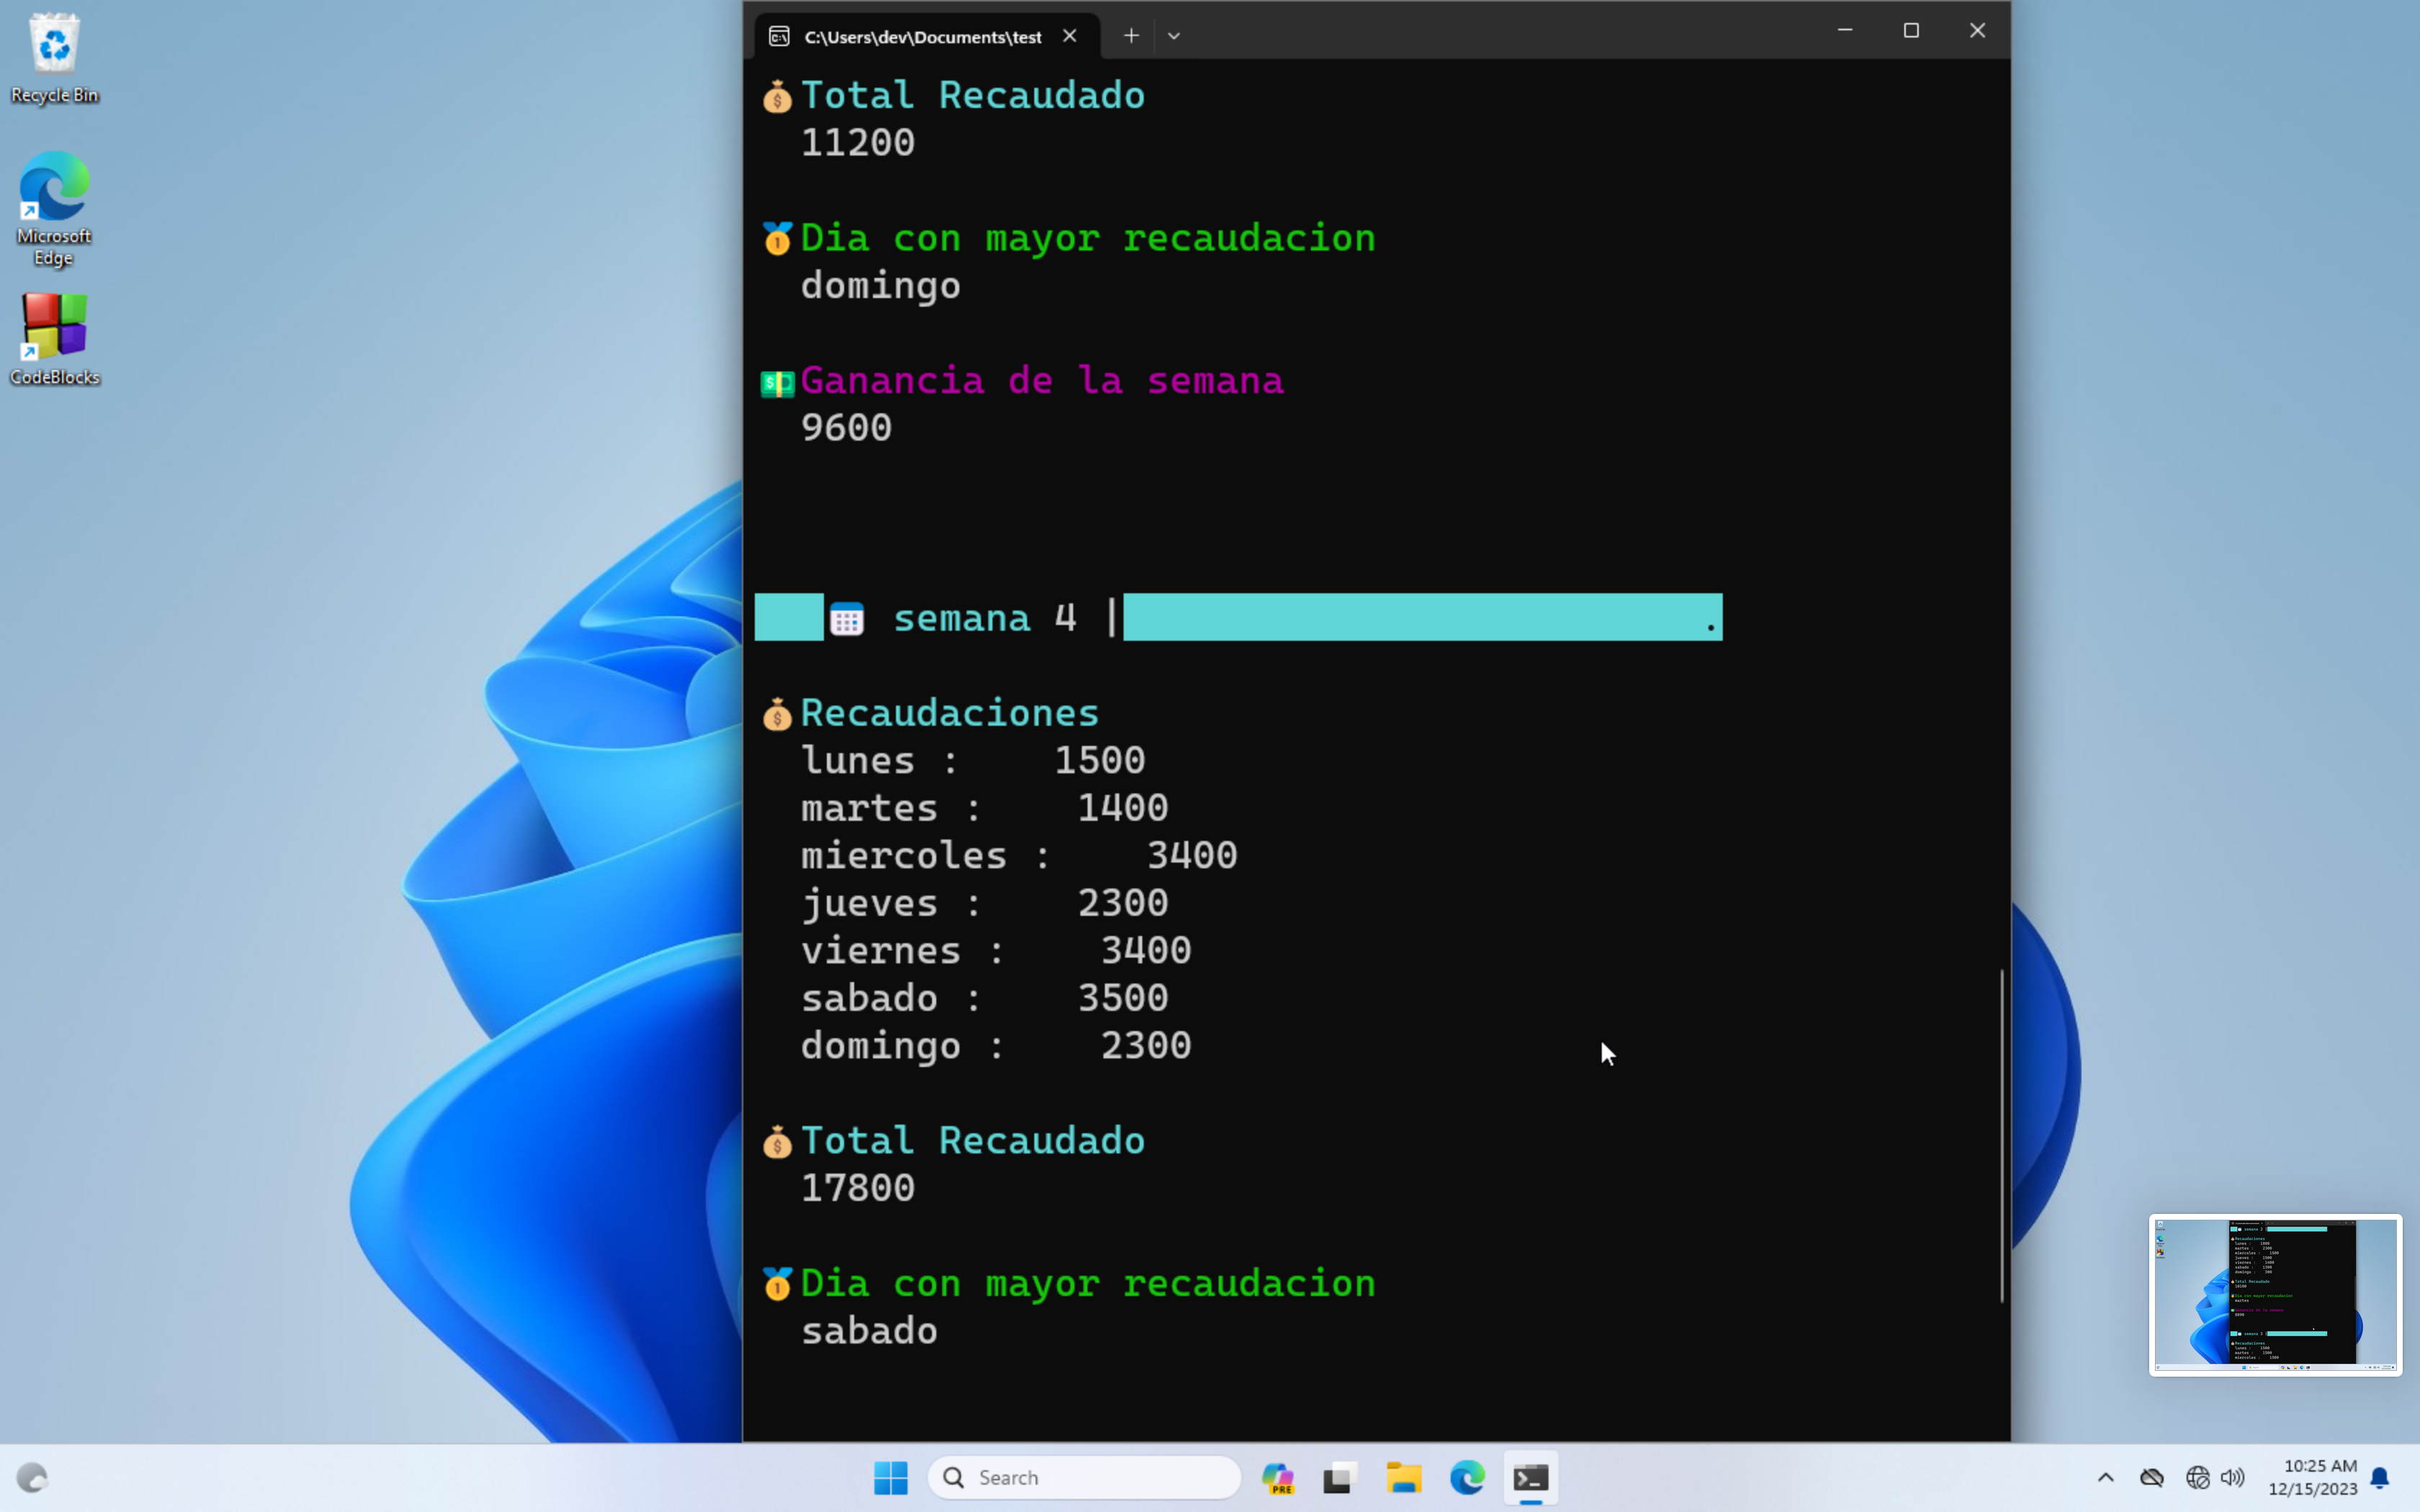 Recycle Bin
Microsoft
Edge
CodeBlocks
C:\Users\dev\Documents\test
Total Recaudado
11200
Dia con mayor recaudacion
domingo
Ganancia de la semana
9600
semana 4 |
.
Recaudaciones
lunes : 1500
martes : 1400
miercoles : 3400
jueves : 2300
viernes : 3400
sabado : 3500
domingo : 2300
Total Recaudado
17800
Dia con mayor recaudacion
sabado
Search
PRE
10:25 AM
12/15/2023